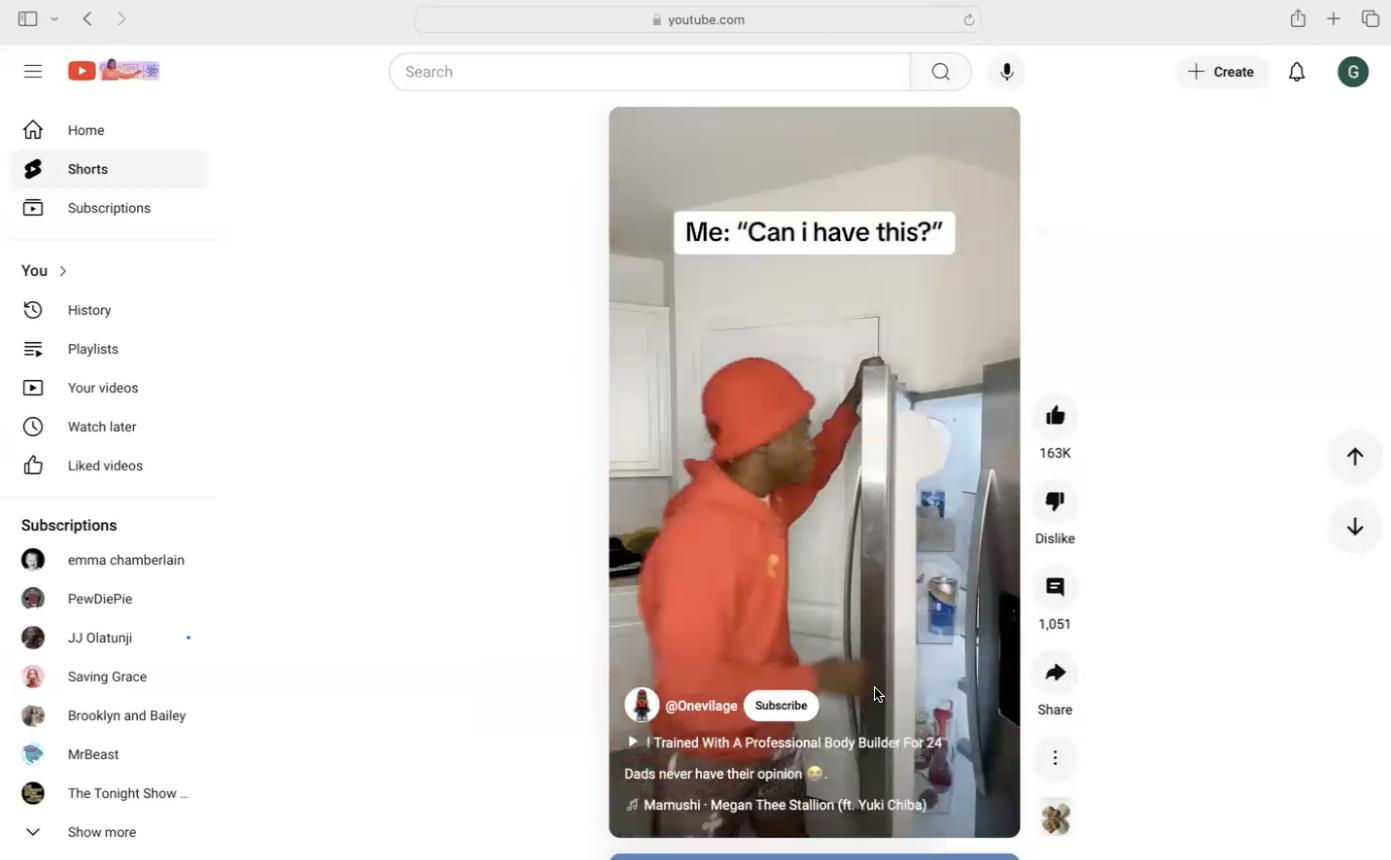 youtube.com
Search
Create
G
Home
Shorts
Subscriptions
You
History
Playlists
Your videos
Watch later
Liked videos
Subscriptions
emma chamberlain
PewDiePie
JJ Olatunji
Saving Grace
Brooklyn and Bailey
MrBeast
The Tonight Show ...
Show more
Me: “Can i have this?”
@Onevilage Subscribe
I Trained With A Professional Body Builder For 24
Dads never have their opinion 😭.
Mamushi · Megan Thee Stallion (ft. Yuki Chiba)
163K
Dislike
1,051
Share